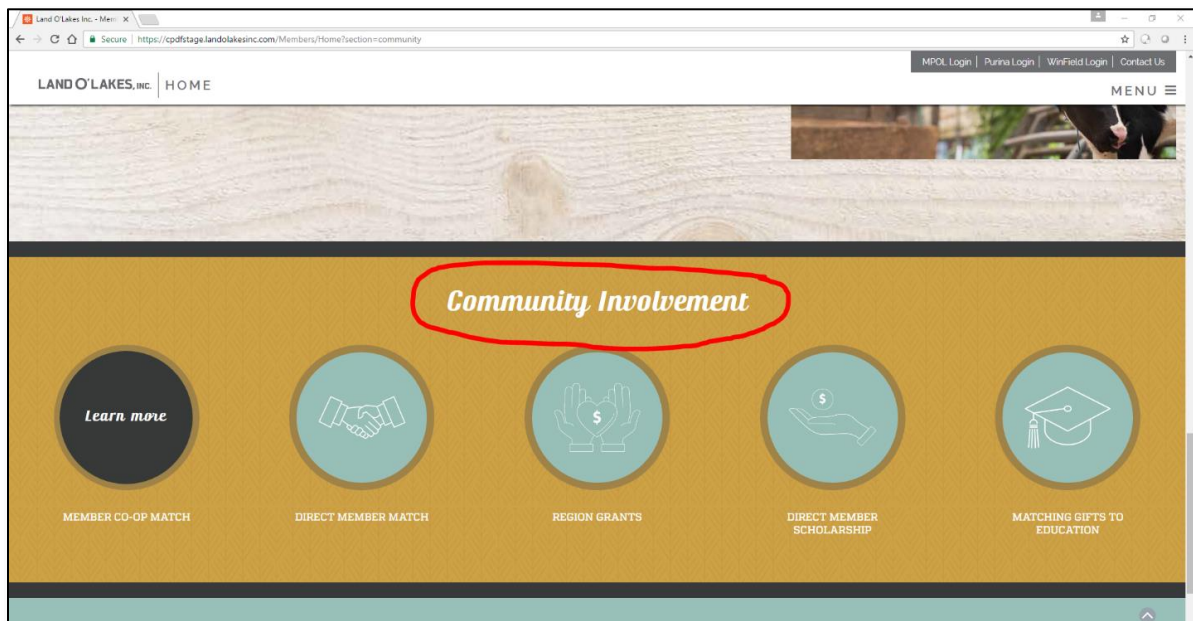 Land O'Lakes Inc. - Mem
Secure | https://cpdfstage.landolakesinc.com/Members/Home?section=community
MPOL Login | Purina Login | WinField Login | Contact Us
LAND O'LAKES, INC. | HOME
MENU
Community Involvement
Learn more
$
$
MEMBER CO-OP MATCH
DIRECT MEMBER MATCH
REGION GRANTS
DIRECT MEMBER
SCHOLARSHIP
MATCHING GIFTS TO
EDUCATION